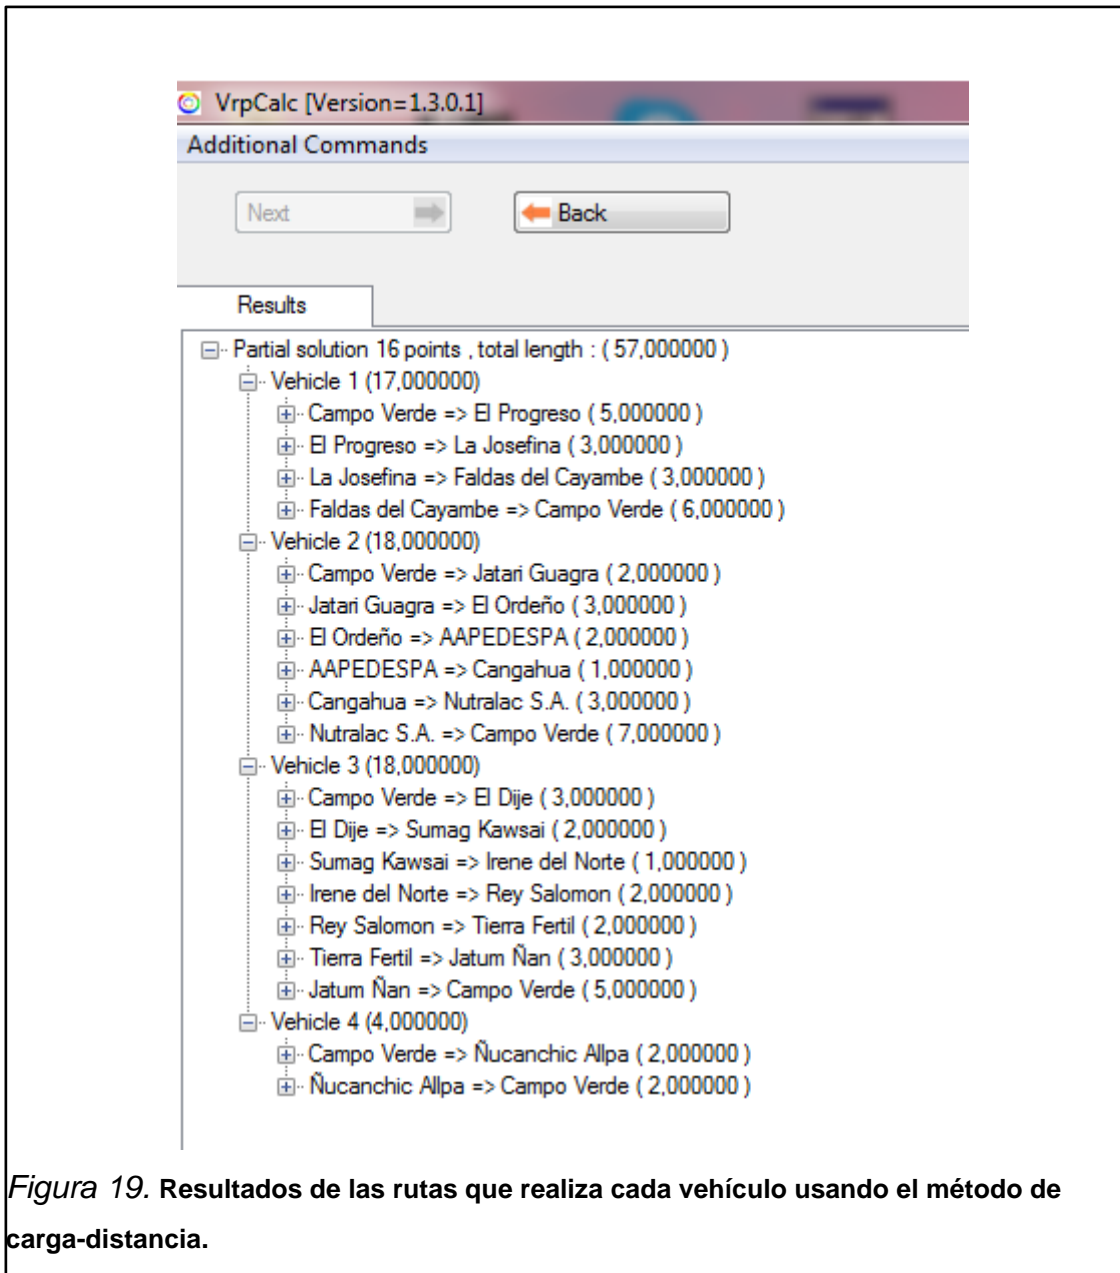 VrpCalc [Version=1.3.0.1]
Additional Commands
Next
Back
Results
Partial solution 16 points , total length : ( 57,000000 )
Vehicle 1 (17,000000)
Campo Verde => El Progreso ( 5,000000 )
El Progreso => La Josefina ( 3,000000 )
La Josefina => Faldas del Cayambe ( 3,000000 )
Faldas del Cayambe => Campo Verde ( 6,000000 )
Vehicle 2 (18,000000)
Campo Verde => Jatari Guagra ( 2,000000 )
Jatari Guagra => El Ordeño ( 3,000000 )
El Ordeño => AAPEDESPA ( 2,000000 )
AAPEDESPA => Cangahua ( 1,000000 )
Cangahua => Nutralac S.A. ( 3,000000 )
Nutralac S.A. => Campo Verde ( 7,000000 )
Vehicle 3 (18,000000)
Campo Verde => El Dije ( 3,000000 )
El Dije => Sumag Kawsai ( 2,000000 )
Sumag Kawsai => Irene del Norte ( 1,000000 )
Irene del Norte => Rey Salomon ( 2,000000 )
Rey Salomon => Tierra Fertil ( 2,000000 )
Tierra Fertil => Jatum Ñan ( 3,000000 )
Jatum Ñan => Campo Verde ( 5,000000 )
Vehicle 4 (4,000000)
Campo Verde => Ñucanchic Allpa ( 2,000000 )
Ñucanchic Allpa => Campo Verde ( 2,000000 )
Figura 19. Resultados de las rutas que realiza cada vehículo usando el método de
carga-distancia.